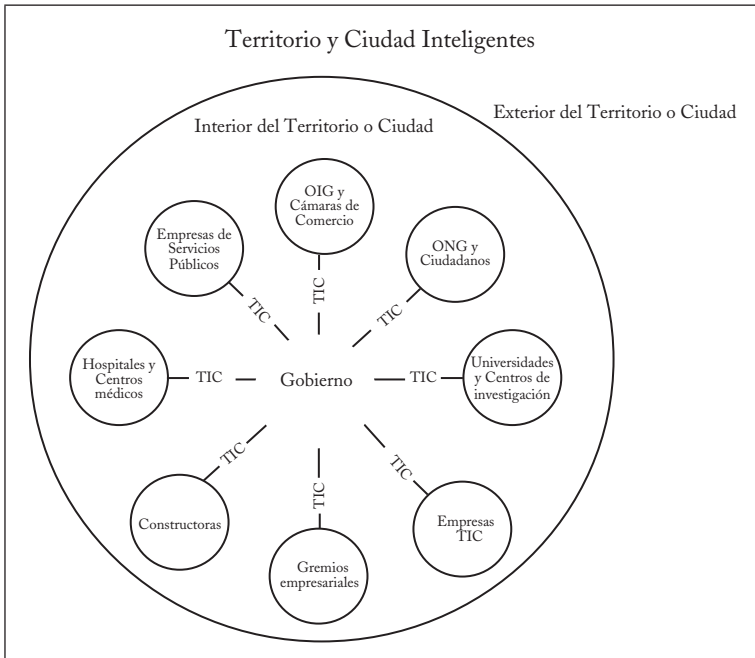 Territorio y Ciudad Inteligentes
Exterior del Territorio o Ciudad
Interior del Territorio o Ciudad
OIG y
Cámaras de
Comercio
Empresas de
Servicios
Públicos
ONG y
Ciudadanos
TIC
TIC
TIC
Hospitales y
Centros
médicos
TIC
Gobierno
TIC
Universidades
y Centros de
investigación
TIC
TIC
TIC
Constructoras
Gremios
empresariales
Empresas
TIC